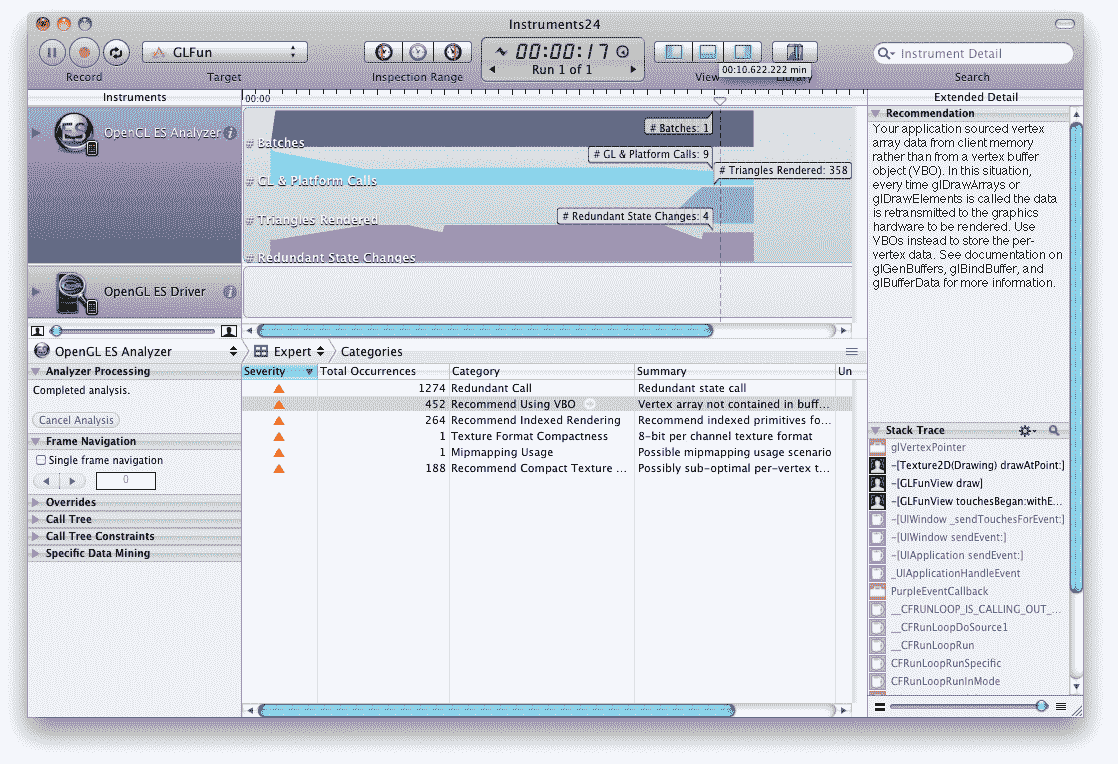 Instruments24
GLFun
00:00:17
Run 1 of 1
Instrument Detail
Record
Target
Inspection Range
View
Library
Search
00:10.622.222 min
Instruments
00:00
Extended Detail
OpenGL ES Analyzer
# Batches
# Batches: 1
# GL & Platform Calls: 9
# GL & Platform Calls
# Triangles Rendered: 358
# Triangles Rendered
# Redundant State Changes: 4
# Redundant State Changes
OpenGL ES Driver
Recommendation
Your application sourced vertex
array data from client memory
rather than from a vertex buffer
object (VBO). In this situation,
every time glDrawArrays or
glDrawElements is called the data
is retransmitted to the graphics
hardware to be rendered. Use
VBOs instead to store the per-
vertex data. See documentation on
glGenBuffers, glBindBuffer, and
glBufferData for more information.
OpenGL ES Analyzer
Expert
Categories
Analyzer Processing
Completed analysis.
Cancel Analysis
Frame Navigation
Single frame navigation
0
Overrides
Call Tree
Call Tree Constraints
Specific Data Mining
Severity Total Occurrences Category Summary Un
1274 Redundant Call Redundant state call
452 Recommend Using VBO Vertex array not contained in buff...
264 Recommend Indexed Rendering Recommend indexed primitives fo...
1 Texture Format Compactness 8-bit per channel texture format
1 Mipmapping Usage Possible mipmapping usage scenario
188 Recommend Compact Texture ... Possibly sub-optimal per-vertex t...
Stack Trace
glVertexPointer
-[Texture2D(Drawing) drawAtPoint:]
-[GLFunView draw]
-[GLFunView touchesBegan:withE...
-[UIWindow _sendTouchesForEvent:]
-[UIWindow sendEvent:]
-[UIApplication sendEvent:]
_UIApplicationHandleEvent
PurpleEventCallback
__CFRUNLOOP_IS_CALLING_OUT_...
__CFRunLoopDoSource1
__CFRunLoopRun
CFRunLoopRunSpecific
CFRunLoopRunInMode